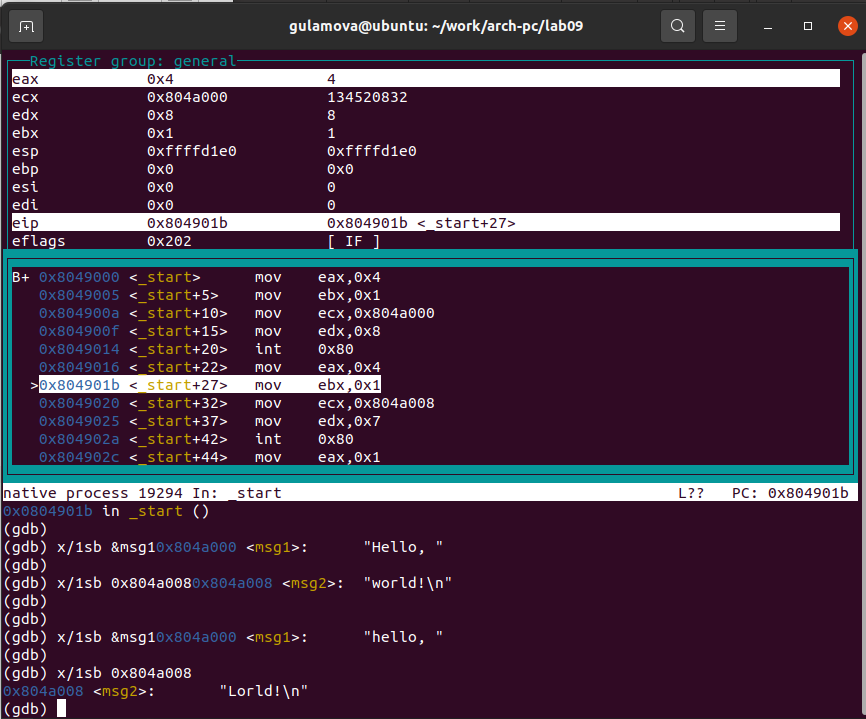 gulamova@ubuntu: ~/work/arch-pc/lab09
Register group: general
eax 0x4 4
ecx 0x804a000 134520832
edx 0x8 8
ebx 0x1 1
esp 0xffffd1e0 0xffffd1e0
ebp 0x0 0x0
esi 0x0 0
edi 0x0 0
eip 0x804901b 0x804901b <_start+27>
eflags 0x202 [ IF ]
B+ 0x8049000 <_start> mov eax,0x4
0x8049005 <_start+5> mov ebx,0x1
0x804900a <_start+10> mov ecx,0x804a000
0x804900f <_start+15> mov edx,0x8
0x8049014 <_start+20> int 0x80
0x8049016 <_start+22> mov eax,0x4
>0x804901b <_start+27> mov ebx,0x1
0x8049020 <_start+32> mov ecx,0x804a008
0x8049025 <_start+37> mov edx,0x7
0x804902a <_start+42> int 0x80
0x804902c <_start+44> mov eax,0x1
native process 19294 In: _start L?? PC: 0x804901b
0x0804901b in _start ()
(gdb)
(gdb) x/1sb &msg10x804a000 <msg1>: "Hello, "
(gdb)
(gdb) x/1sb 0x804a0080x804a008 <msg2>: "world!\n"
(gdb)
(gdb)
(gdb) x/1sb &msg10x804a000 <msg1>: "hello, "
(gdb)
(gdb) x/1sb 0x804a008
0x804a008 <msg2>: "Lorld!\n"
(gdb)